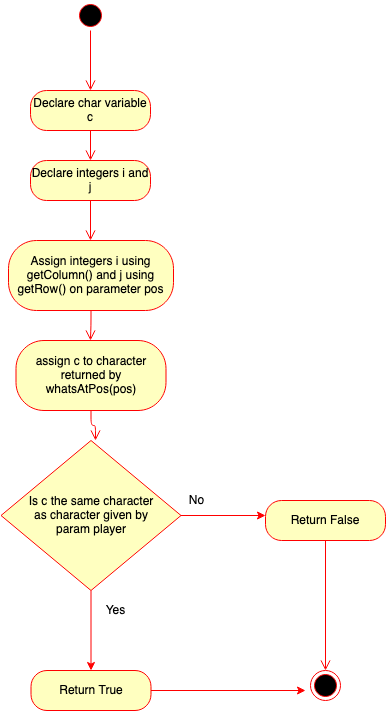 Declare char variable
c
Declare integers i and
j
Assign integers i using
getColumn() and j using
getRow() on parameter pos
assign c to character
returned by
whatsAtPos(pos)
Is c the same character
as character given by
param player
No
Return False
Yes
Return True